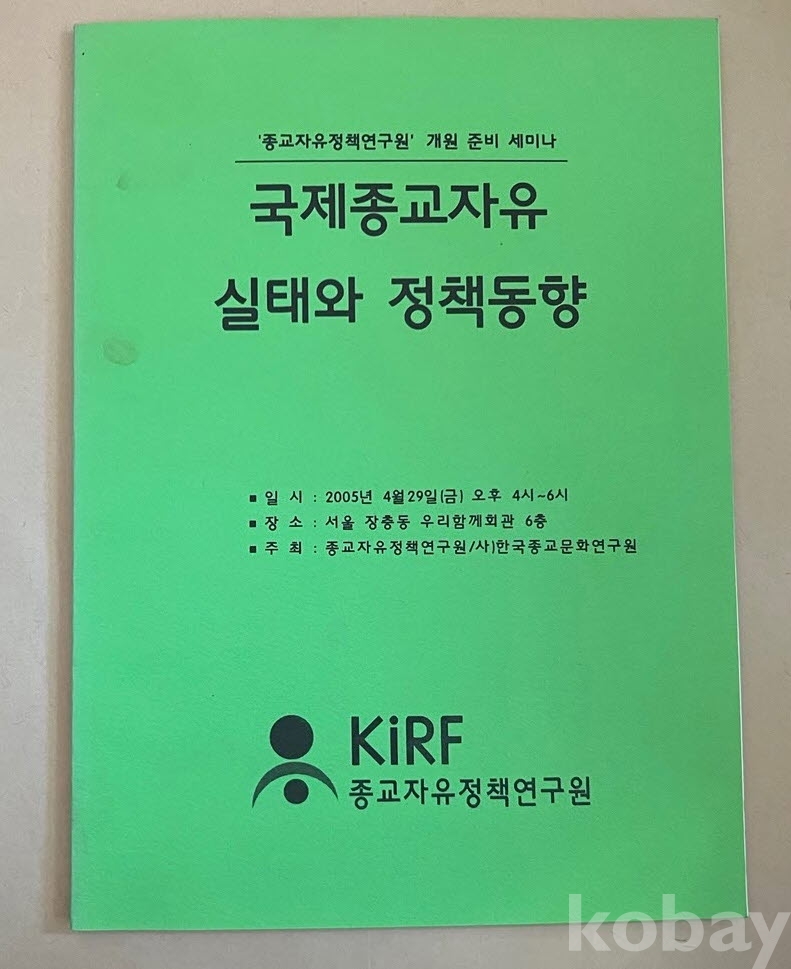 '종교자유정책연구원' 개원 준비 세미나
국제종교자유
실태와 정책동향
■ 일 시 : 2005년 4월29일(금) 오후 4시~6시
■ 장 소 : 서울 장충동 우리함께회관 6층
■ 주 최 : 종교자유정책연구원/사)한국종교문화연구원
KiRF
종교자유정책연구원
kobay